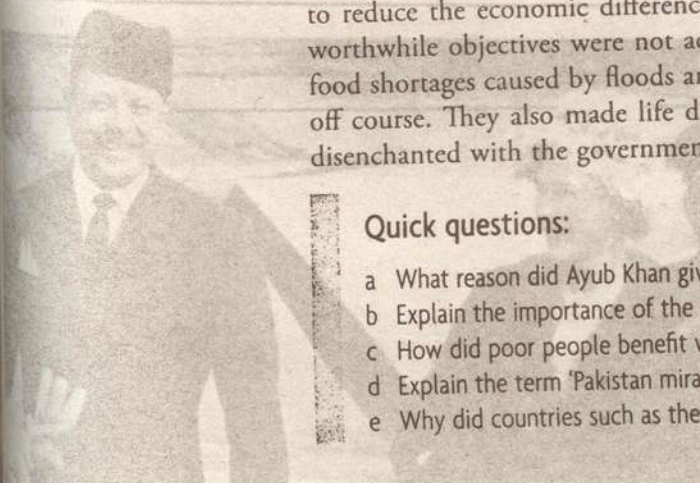 to reduce the economic differenc
worthwhile objectives were not a
food shortages caused by floods a
off course. They also made life d
disenchanted with the governmen
Quick questions:
a What reason did Ayub Khan giv
b Explain the importance of the
c How did poor people benefit v
d Explain the term 'Pakistan mira
e Why did countries such as the